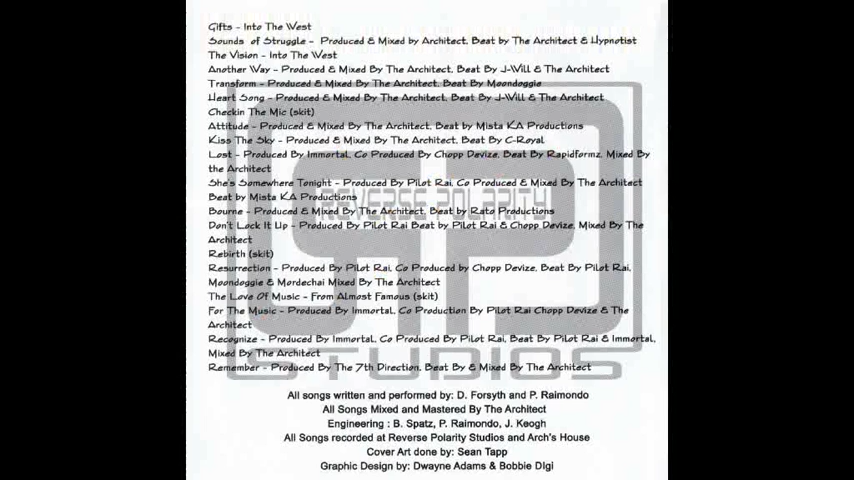 Gifts - Into The West
Sounds of Struggle - Produced & Mixed by Architect, Beat by The Architect & Hypnotist
The Vision - Into The West
Another Way - Produced & Mixed By The Architect, Beat By J-Will & The Architect
Transform - Produced & Mixed By The Architect, Beat By Moondoggie
Heart Song - Produced & Mixed By The Architect, Beat By J-Will & The Architect
Checkin The Mic (skit)
Attitude - Produced & Mixed By The Architect, Beat by Mista KA Productions
Kiss The Sky - Produced & Mixed By The Architect, Beat By C-Royal
Lost - Produced By Immortal, Co Produced By Chopp Devize, Beat By Rapidformz, Mixed By
the Architect
She's Somewhere Tonight - Produced By Pilot Rai, Co Produced & Mixed By The Architect
Beat by Mista KA Productions
REVERSE POLARITY
Bourne - Produced & Mixed By The Architect, Beat by Rato Productions
Don't Lock It Up - Produced By Pilot Rai Beat by Pilot Rai & Chopp Devize, Mixed By The
Architect
Rebirth (skit)
Resurrection - Produced By Pilot Rai, Co Produced by Chopp Devize, Beat By Pilot Rai,
Moondoggie & Mordechai Mixed By The Architect
The Love Of Music - From Almost Famous (skit)
For The Music - Produced By Immortal, Co Production By Pilot Rai Chopp Devize & The
Architect
Recognize - Produced By Immortal, Co Produced By Pilot Rai, Beat By Pilot Rai & Immortal,
Mixed By The Architect
STUDIOS
Remember - Produced By The 7th Direction, Beat By & Mixed By The Architect
All songs written and performed by: D. Forsyth and P. Raimondo
All Songs Mixed and Mastered By The Architect
Engineering : B. Spatz, P. Raimondo, J. Keogh
All Songs recorded at Reverse Polarity Studios and Arch's House
Cover Art done by: Sean Tapp
Graphic Design by: Dwayne Adams & Bobbie DIgi